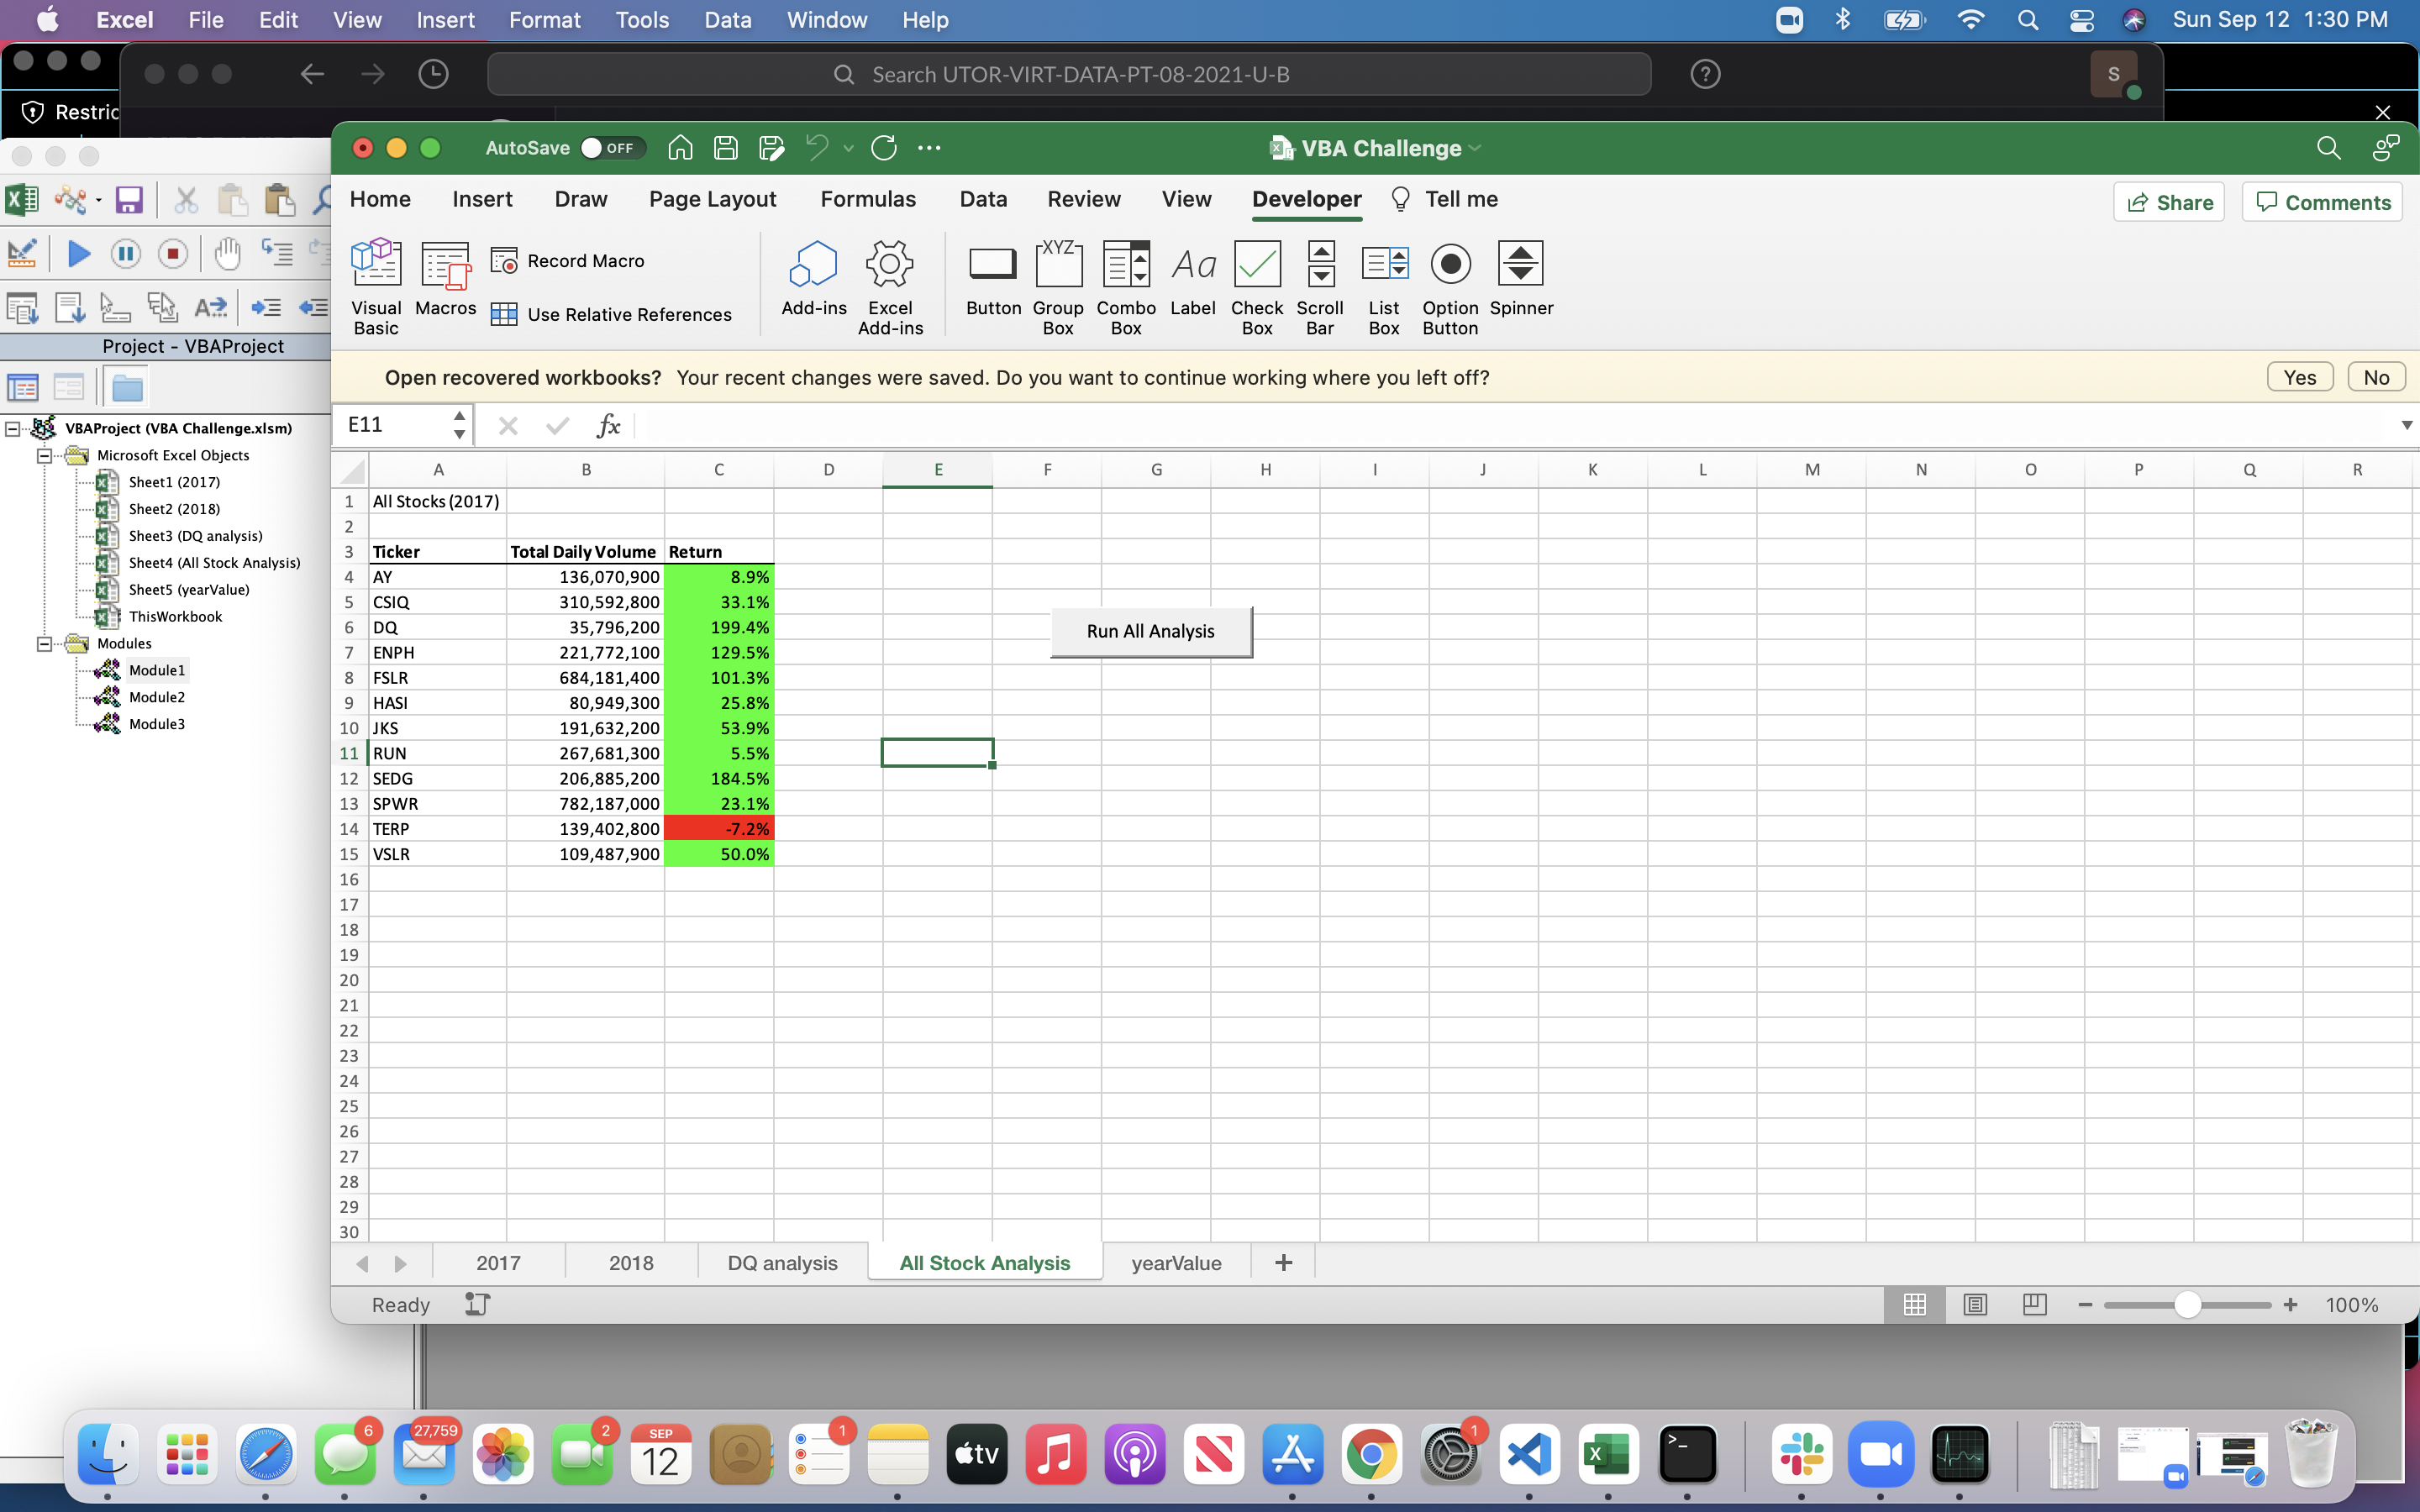 Excel File Edit View Insert Format Tools Data Window Help Sun Sep 12 1:30 PM
Search UTOR-VIRT-DATA-PT-08-2021-U-B ? S
Restric
AutoSave OFF VBA Challenge
Home Insert Draw Page Layout Formulas Data Review View Developer Tell me Share Comments
Visual Basic Macros Record Macro Use Relative References Add-ins Excel Add-ins Button Group Box Combo Box Label Check Box Scroll Bar List Box Option Button Spinner
XYZ Aa
Project - VBAProject
Open recovered workbooks? Your recent changes were saved. Do you want to continue working where you left off? Yes No
E11 fx
VBAProject (VBA Challenge.xlsm)
Microsoft Excel Objects
Sheet1 (2017)
Sheet2 (2018)
Sheet3 (DQ analysis)
Sheet4 (All Stock Analysis)
Sheet5 (yearValue)
ThisWorkbook
Modules
Module1
Module2
Module3
A B C D E F G H I J K L M N O P Q R
1 All Stocks (2017)
2
3 Ticker Total Daily Volume Return
4 AY 136,070,900 8.9%
5 CSIQ 310,592,800 33.1%
6 DQ 35,796,200 199.4%
Run All Analysis
7 ENPH 221,772,100 129.5%
8 FSLR 684,181,400 101.3%
9 HASI 80,949,300 25.8%
10 JKS 191,632,200 53.9%
11 RUN 267,681,300 5.5%
12 SEDG 206,885,200 184.5%
13 SPWR 782,187,000 23.1%
14 TERP 139,402,800 -7.2%
15 VSLR 109,487,900 50.0%
16
17
18
19
20
21
22
23
24
25
26
27
28
29
30
2017 2018 DQ analysis All Stock Analysis yearValue +
Ready 100%
6 27,759 2 SEP 12 1 tv 1